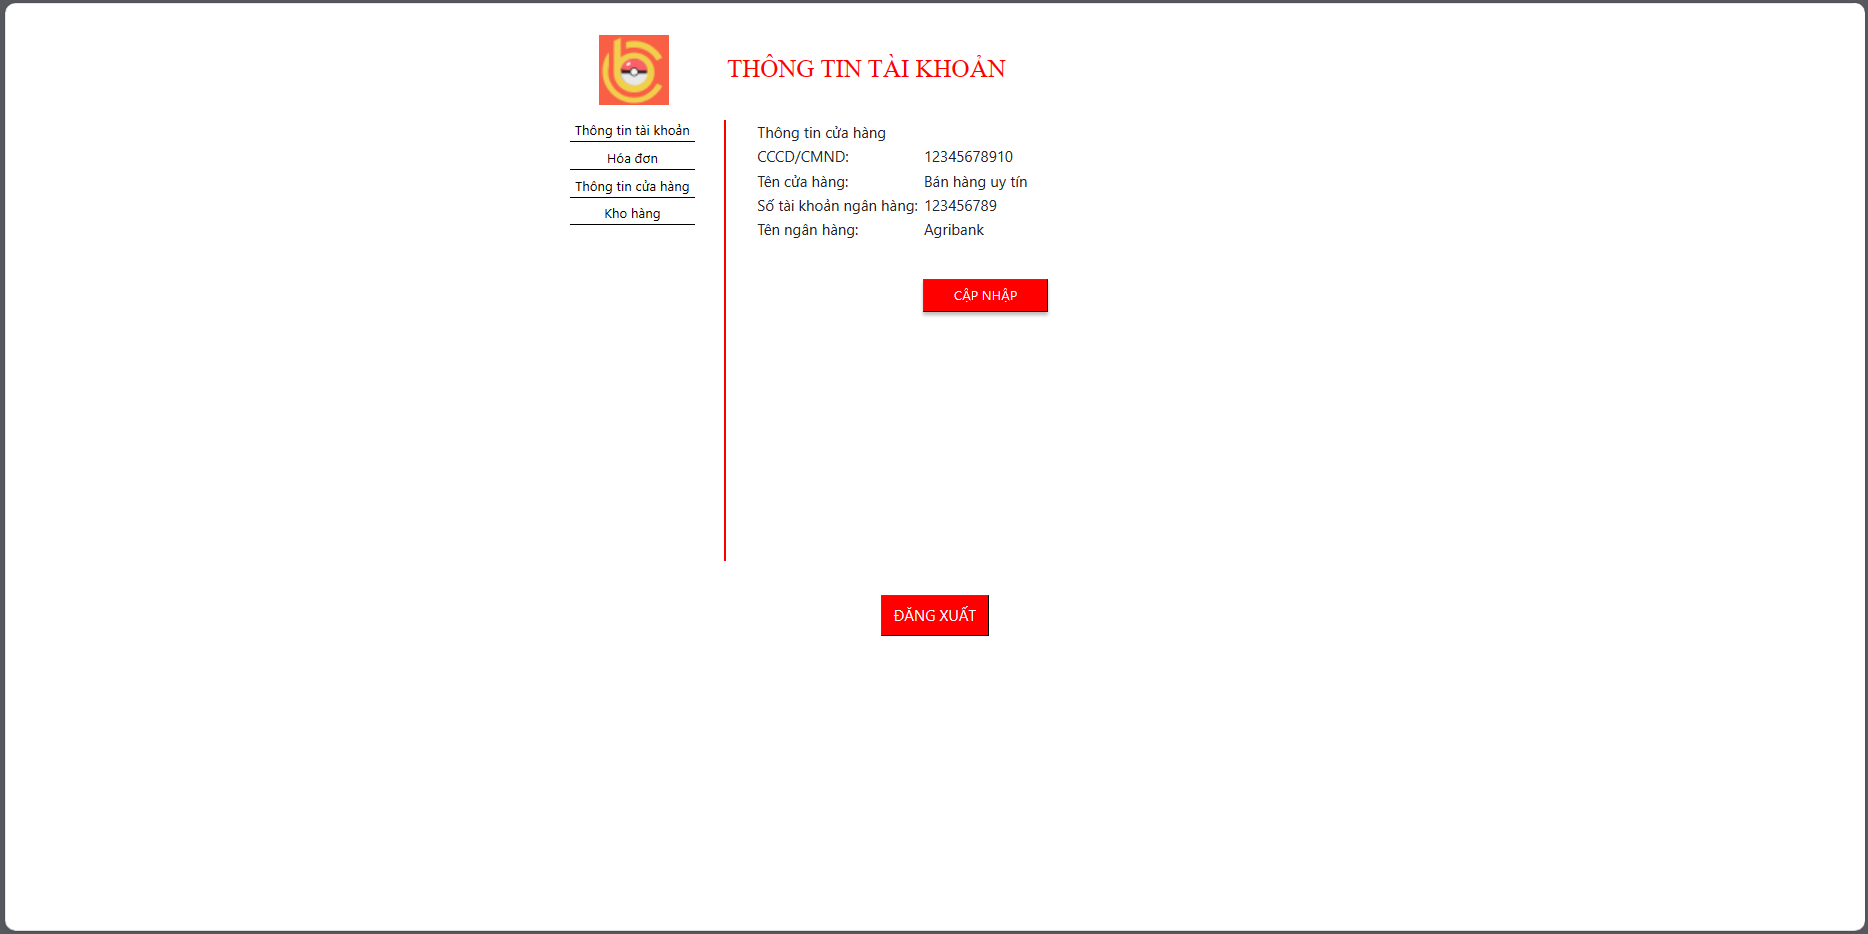 THÔNG TIN TÀI KHOẢN
Thông tin tài khoản
Hóa đơn
Thông tin cửa hàng
Kho hàng
Thông tin cửa hàng
CCCD/CMND: 12345678910
Tên cửa hàng: Bán hàng uy tín
Số tài khoản ngân hàng: 123456789
Tên ngân hàng: Agribank
CẬP NHẬP
ĐĂNG XUẤT